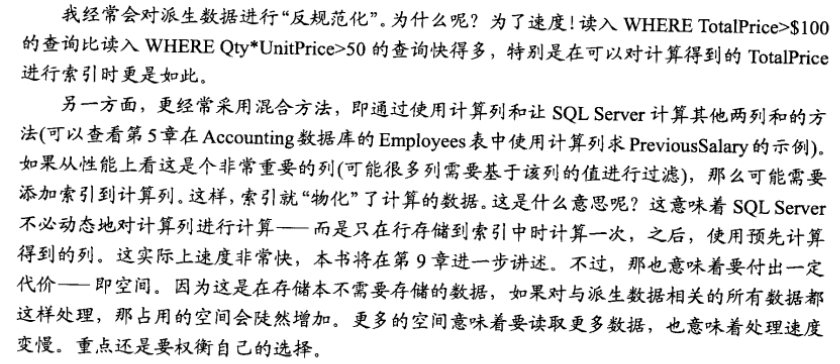 我经常会对派生数据进行“反规范化”。为什么呢？为了速度！读入 WHERE TotalPrice>$100
的查询比读入 WHERE Qty*UnitPrice>50 的查询快得多，特别是在可以对计算得到的 TotalPrice
进行索引时更是如此。
另一方面，更经常采用混合方法，即通过使用计算列和让 SQL Server 计算其他两列和的方
法(可以查看第 5 章在 Accounting 数据库的 Employees 表中使用计算列求 PreviousSalary 的示例)。
如果从性能上看这是个非常重要的列(可能很多列需要基于该列的值进行过滤)，那么可能需要
添加索引到计算列。这样，索引就“物化”了计算的数据。这是什么意思呢？这意味着 SQL Server
不必动态地对计算列进行计算——而是只在行存储到索引中时计算一次，之后，使用预先计算
得到的列。这实际上速度非常快，本书将在第 9 章进一步讲述。不过，那也意味着要付出一定
代价——即空间。因为这是在存储本不需要存储的数据，如果对与派生数据相关的所有数据都
这样处理，那占用的空间会陡然增加。更多的空间意味着要读取更多数据，也意味着处理速度
变慢。重点还是要权衡自己的选择。